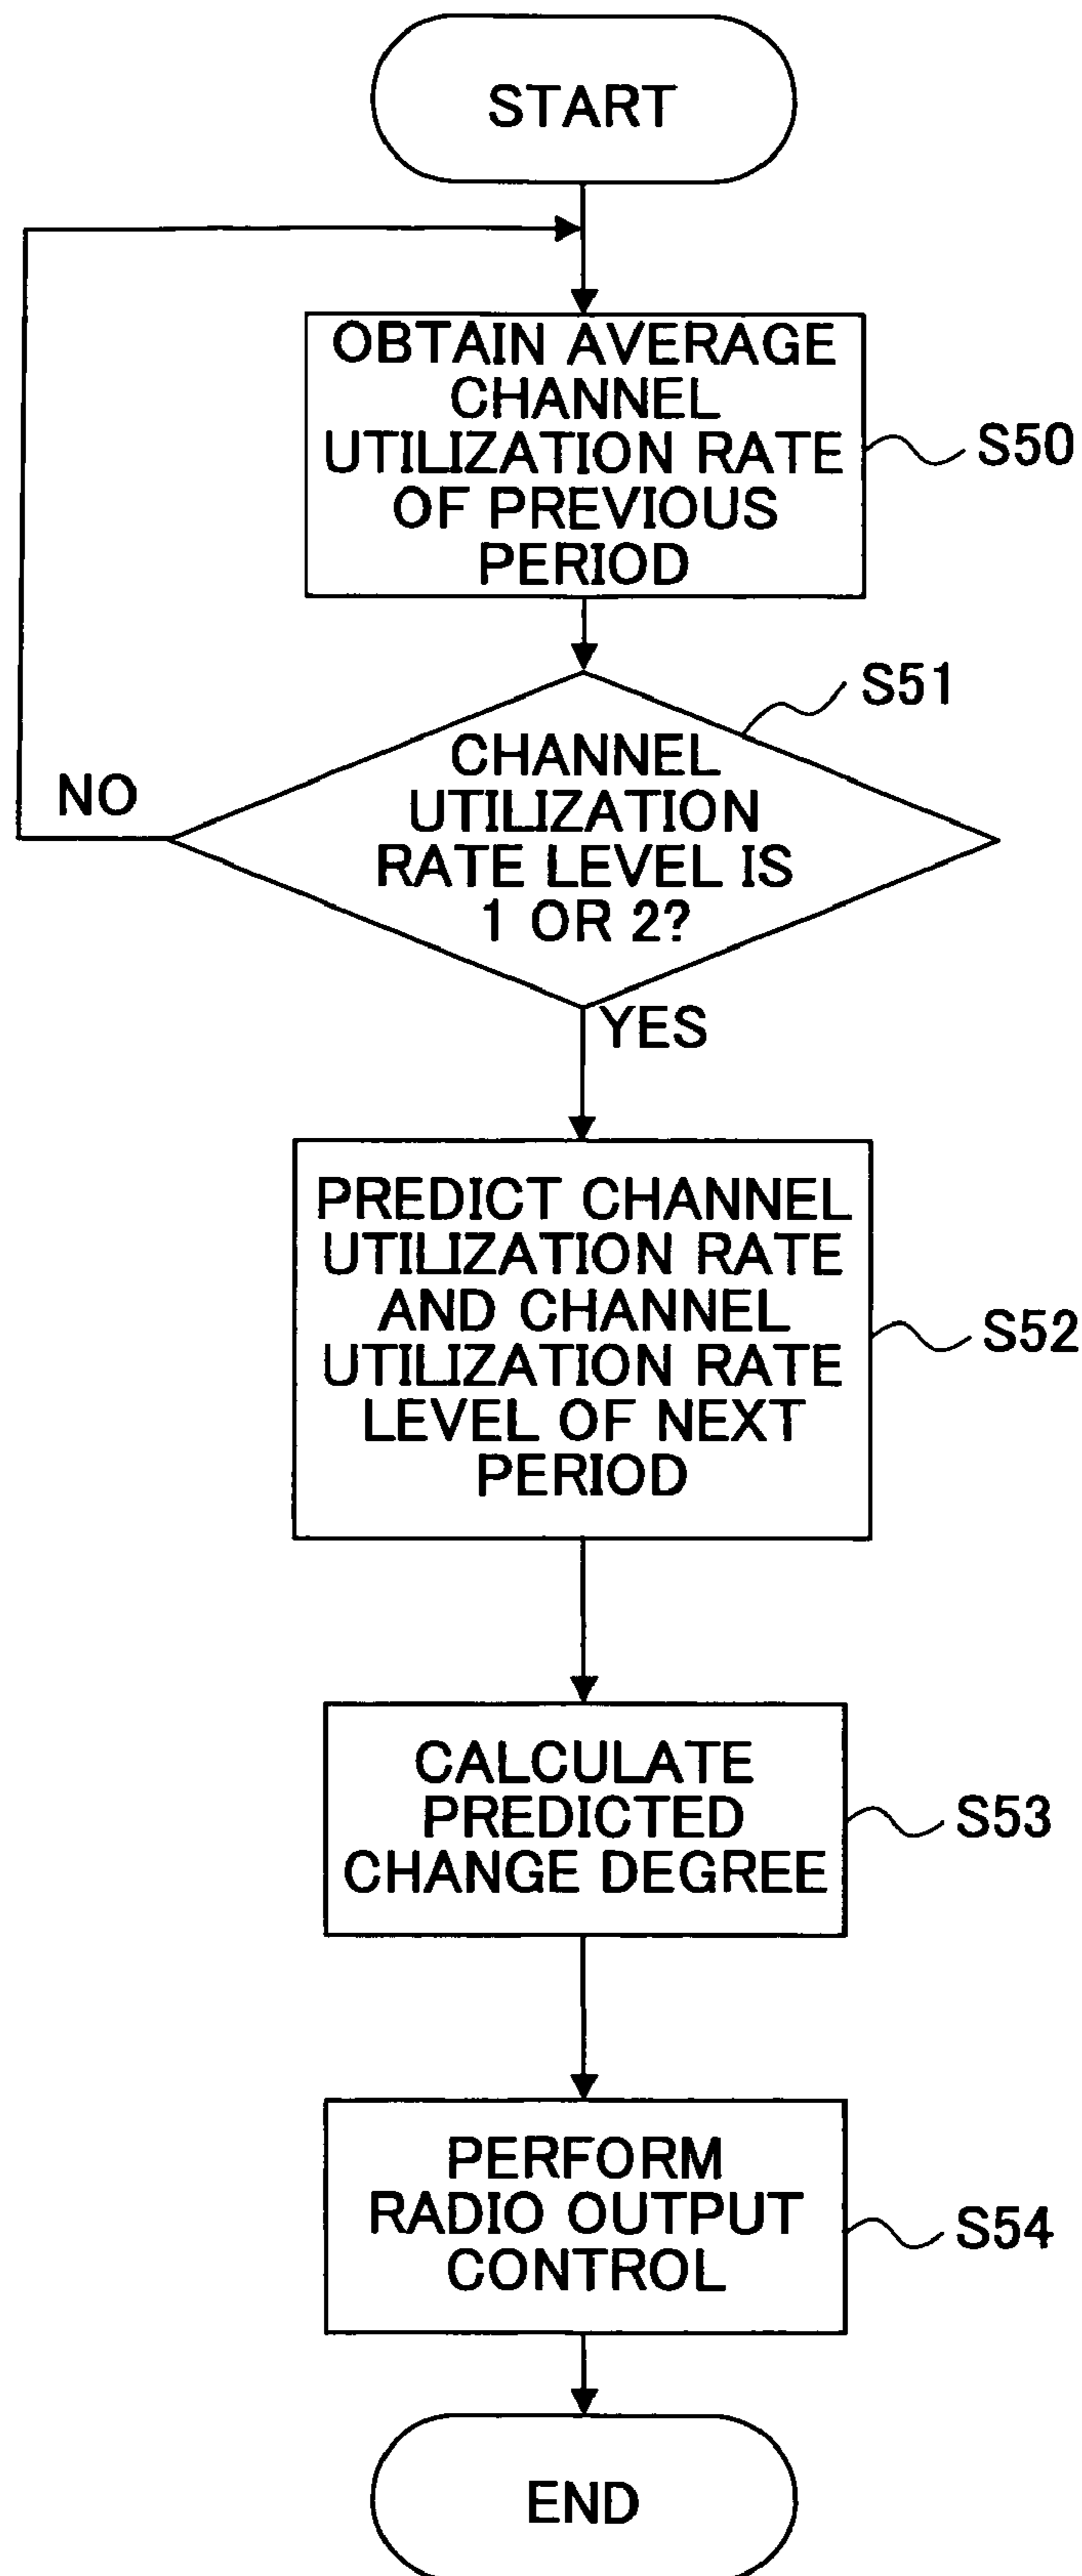 START
OBTAIN AVERAGE
CHANNEL
UTILIZATION RATE
OF PREVIOUS
PERIOD
S50
S51
CHANNEL
UTILIZATION
RATE LEVEL IS
1 OR 2?
NO
YES
PREDICT CHANNEL
UTILIZATION RATE
AND CHANNEL
UTILIZATION RATE
LEVEL OF NEXT
PERIOD
S52
CALCULATE
PREDICTED
CHANGE DEGREE
S53
PERFORM
RADIO OUTPUT
CONTROL
S54
END